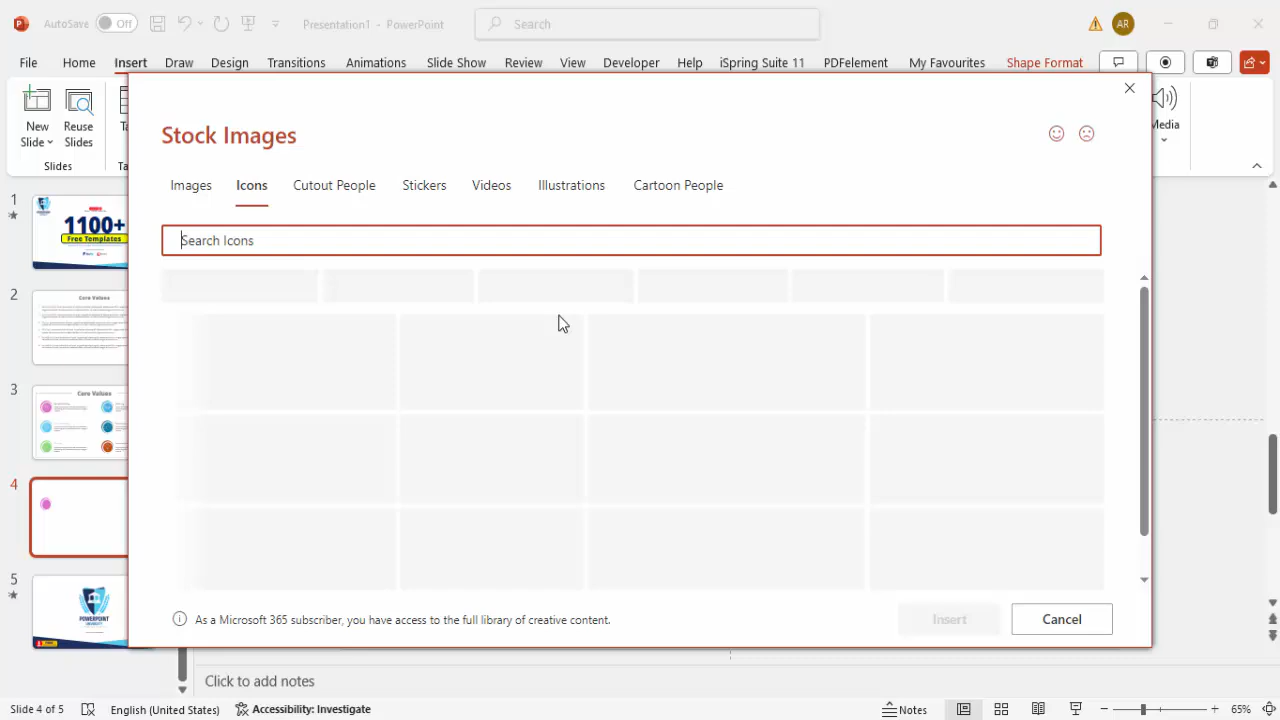 AutoSave Off Presentation1 - PowerPoint Search AR
File Home Insert Draw Design Transitions Animations Slide Show Review View Developer Help iSpring Suite 11 PDFelement My Favourites Shape Format
New Slide Reuse Slides Media
Slides
Stock Images
Images Icons Cutout People Stickers Videos Illustrations Cartoon People
Search Icons
1
1100+
Free Templates
2
Core Values
3
Core Values
4
5
POWERPOINT
UNIVERSITY
As a Microsoft 365 subscriber, you have access to the full library of creative content.
Insert Cancel
Click to add notes
Slide 4 of 5 English (United States) Accessibility: Investigate Notes 65%